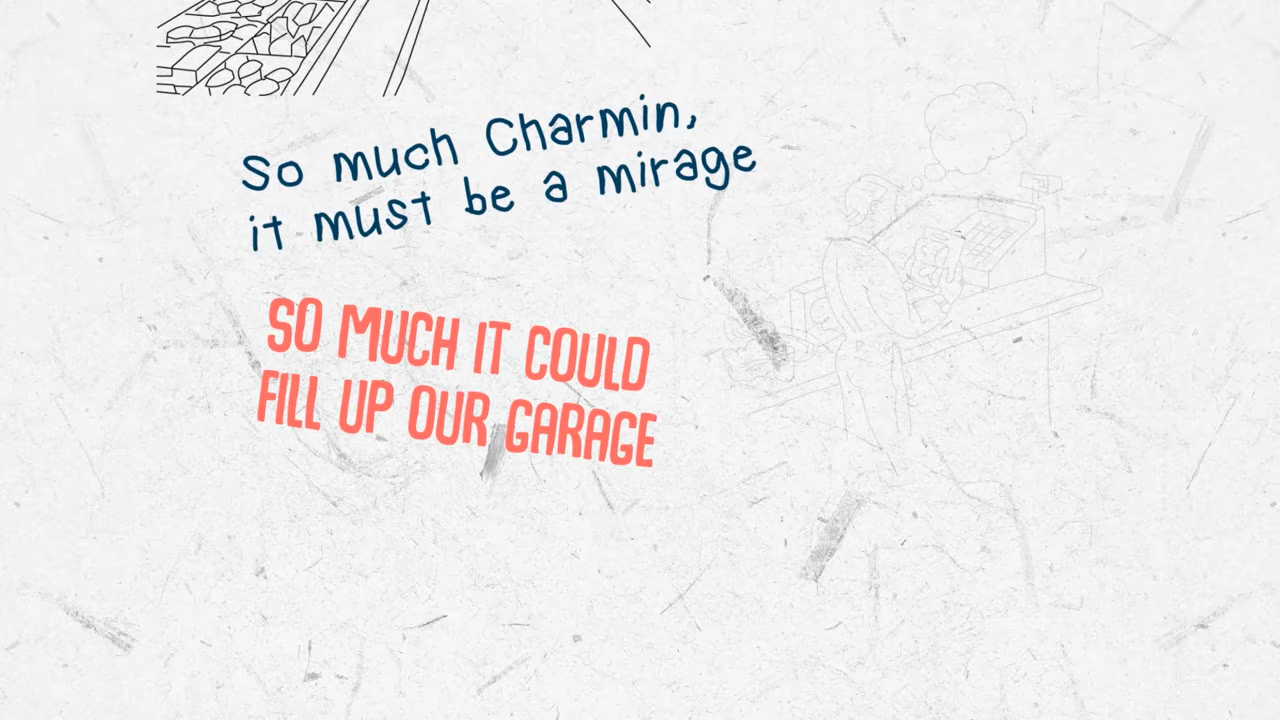 So much Charmin,
it must be a mirage
SO MUCH IT COULD
FILL UP OUR GARAGE